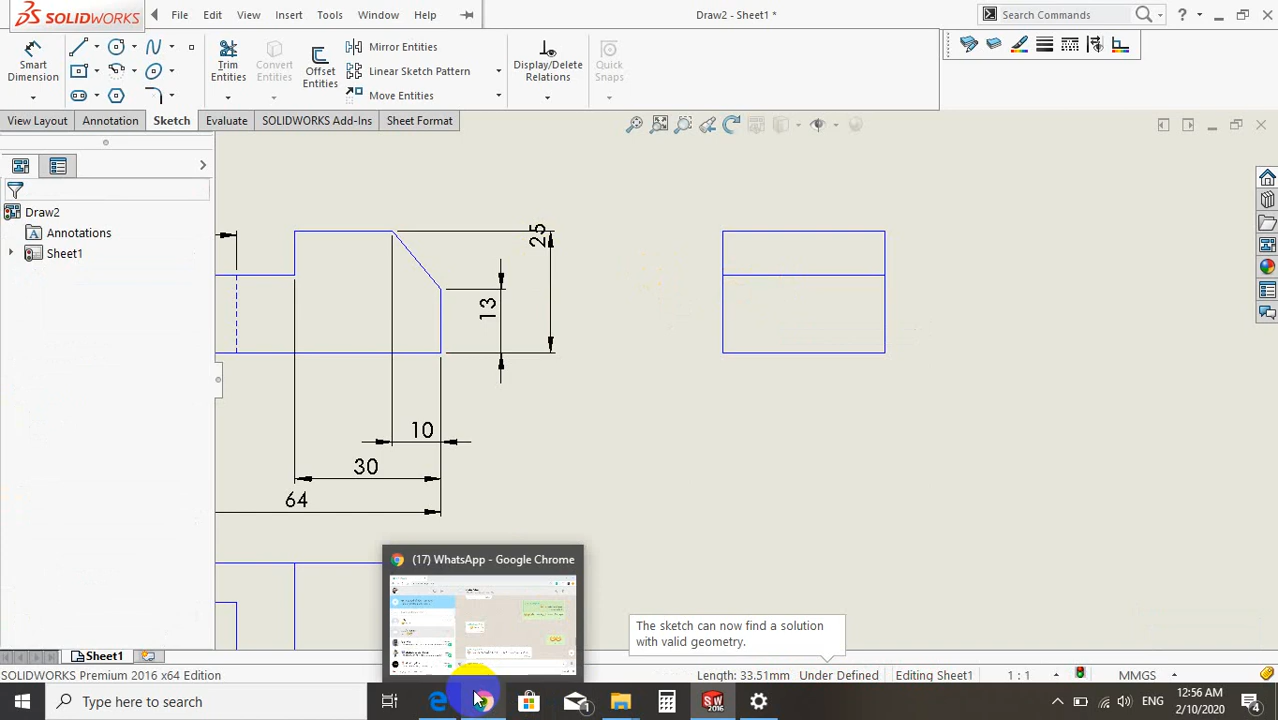 SOLIDWORKS
File Edit View Insert Tools Window Help
Draw2 - Sheet1 *
Search Commands
?
Smart Dimension
Trim Entities
Convert Entities
Offset Entities
Mirror Entities
Linear Sketch Pattern
Move Entities
Display/Delete Relations
Quick Snaps
View Layout Annotation Sketch Evaluate SOLIDWORKS Add-Ins Sheet Format
Draw2
A Annotations
Sheet1
25
13
10
30
64
(17) WhatsApp - Google Chrome
The sketch can now find a solution
with valid geometry.
Sheet1
SOLIDWORKS Premium 2016 x64 Edition
Length: 33.51mm Under Defined Editing Sheet1 1 : 1 MMGS
Type here to search
1
SW
2016
ENG
12:56 AM
2/10/2020
4